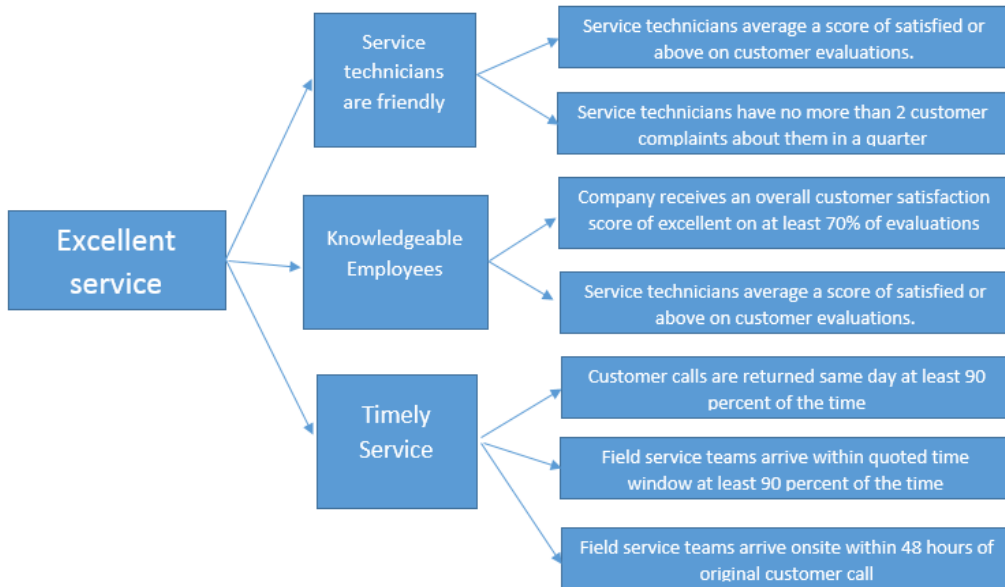 Excellent
service
Service
technicians
are friendly
Service technicians average a score of satisfied or
above on customer evaluations.
Service technicians have no more than 2 customer
complaints about them in a quarter
Knowledgeable
Employees
Company receives an overall customer satisfaction
score of excellent on at least 70% of evaluations
Service technicians average a score of satisfied or
above on customer evaluations.
Timely
Service
Customer calls are returned same day at least 90
percent of the time
Field service teams arrive within quoted time
window at least 90 percent of the time
Field service teams arrive onsite within 48 hours of
original customer call